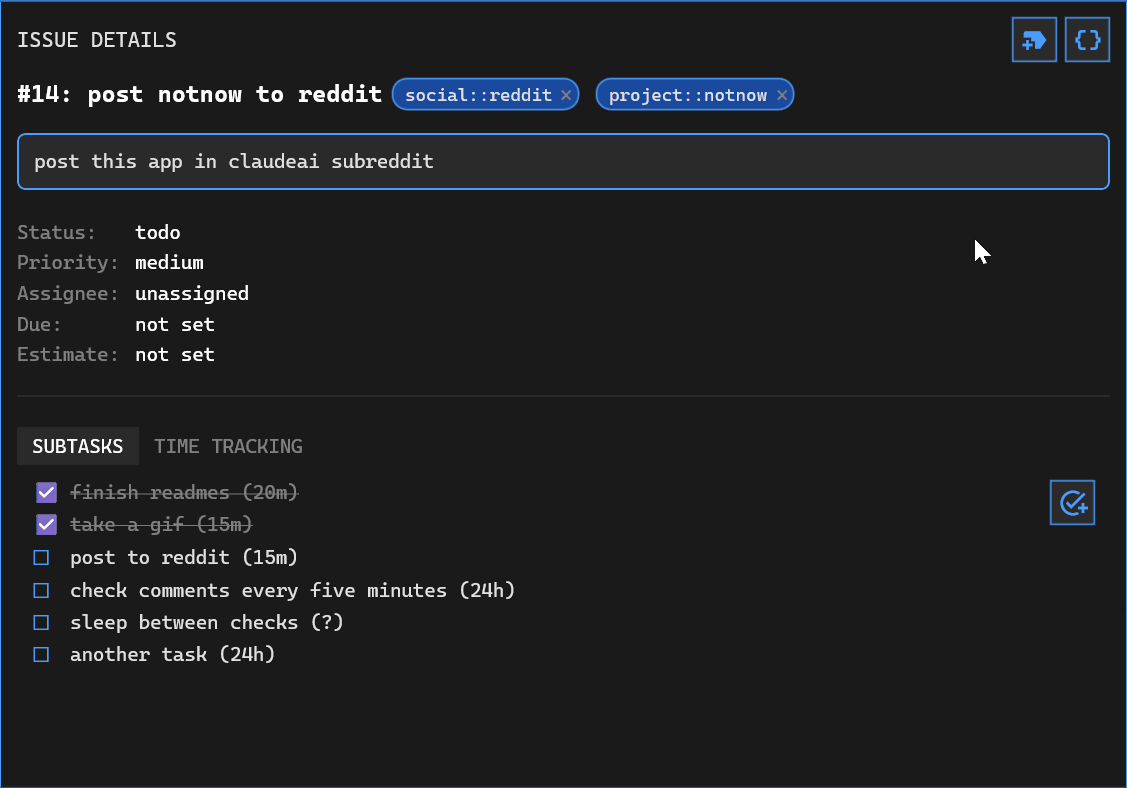 ISSUE DETAILS
#14: post notnow to reddit social::reddit × project::notnow ×
post this app in claudeai subreddit
Status: todo
Priority: medium
Assignee: unassigned
Due: not set
Estimate: not set
SUBTASKS TIME TRACKING
finish readmes (20m)
take a gif (15m)
post to reddit (15m)
check comments every five minutes (24h)
sleep between checks (?)
another task (24h)